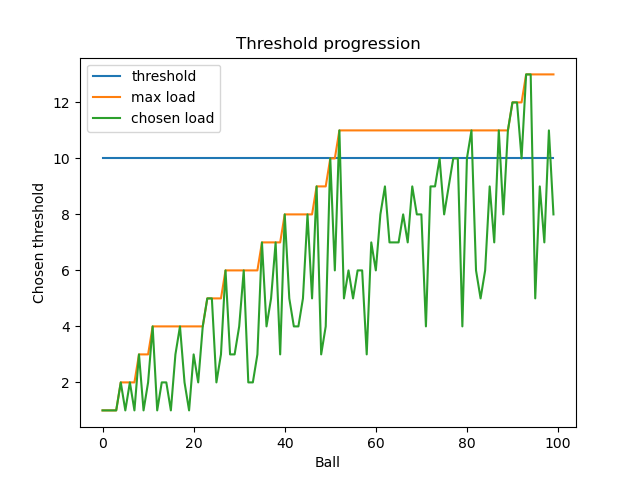 Threshold progression
threshold
max load
chosen load
Chosen threshold
12
10
8
6
4
2
0
20
40
60
80
100
Ball